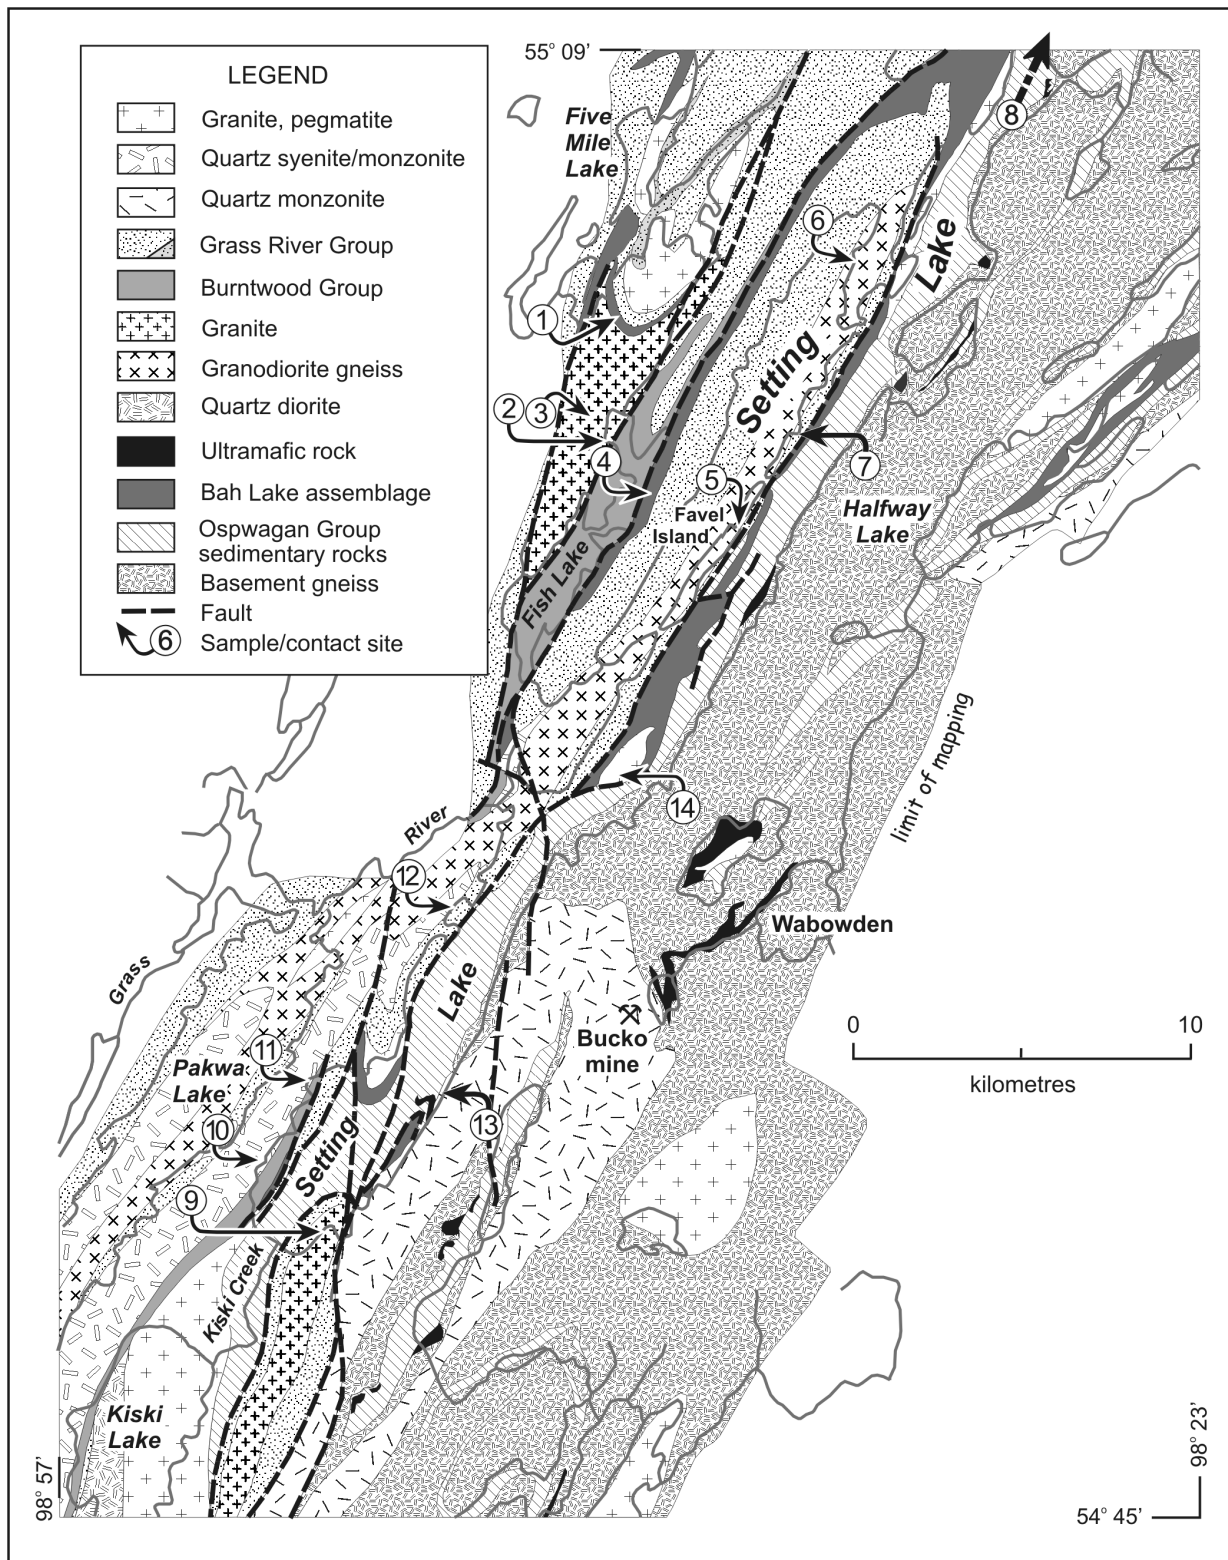 55° 09’
LEGEND
Granite, pegmatite
Quartz syenite/monzonite
Quartz monzonite
Grass River Group
Burntwood Group
Granite
Granodiorite gneiss
Quartz diorite
Ultramafic rock
Bah Lake assemblage
Ospwagan Group
sedimentary rocks
Basement gneiss
Fault
6 Sample/contact site
Five
Mile
Lake
8
6
Lake
1
Setting
2 3
4
5
7
Favel
Island
Halfway
Lake
Fish Lake
limit of mapping
14
River
12
Wabowden
Grass
Lake
Bucko
mine
0 10
kilometres
11
Pakwa
Lake
10
13
Setting
9
Kiski Creek
Kiski
Lake
98° 57’
98° 23’
54° 45’